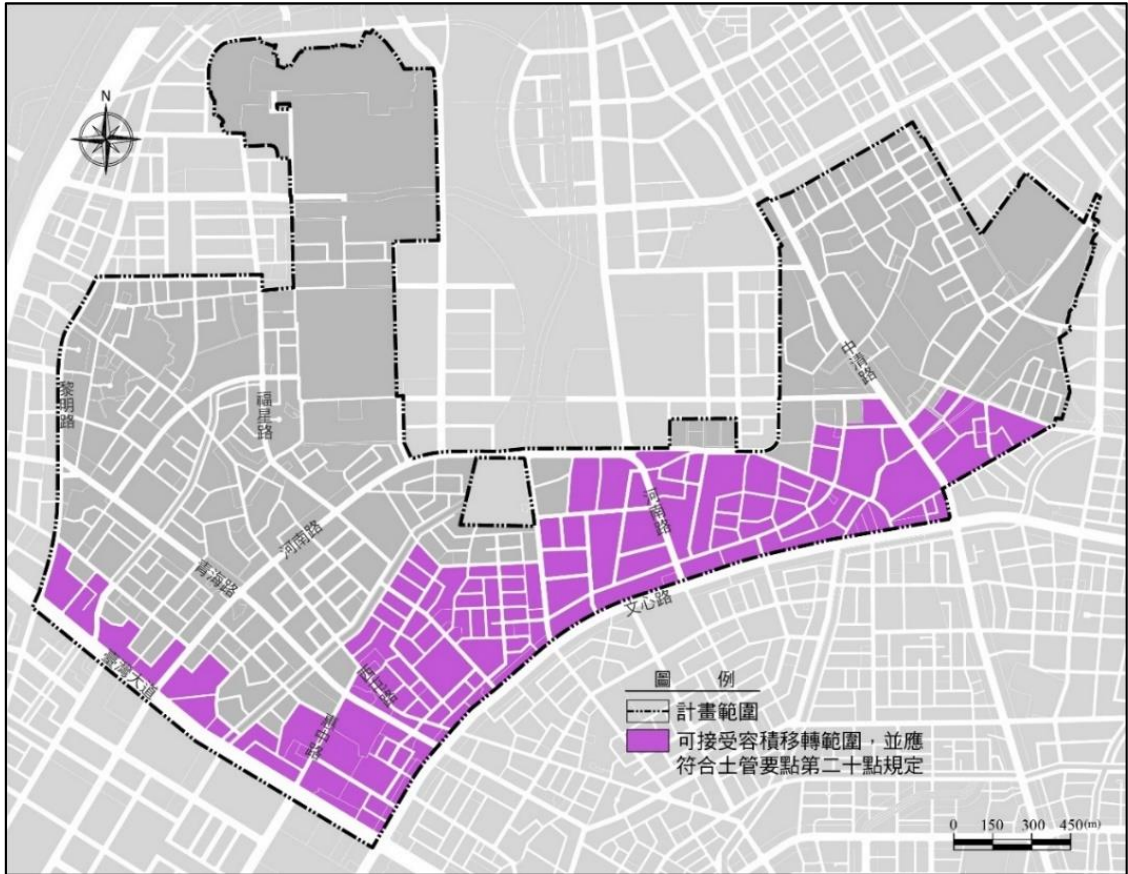 N
中清路
黎明路
福星路
河南路
河南路
青海路
文心路
臺灣大道
圖 例
計畫範圍
可接受容積移轉範圍，並應
符合土管要點第二十點規定
0 150 300 450(m)